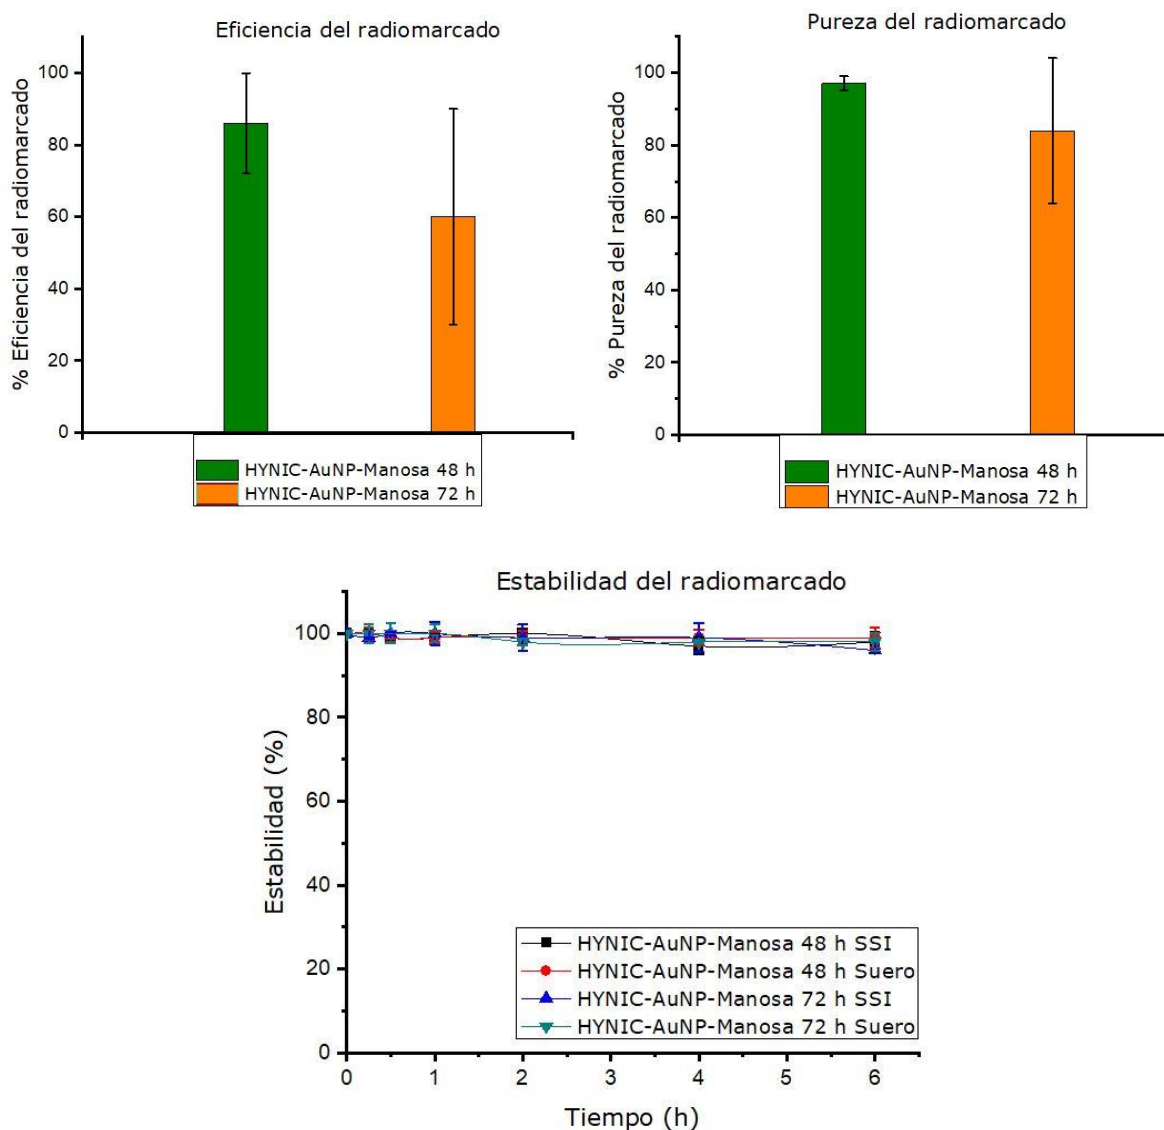 Eficiencia del radiomarcado
% Eficiencia del radiomarcado
100
80
60
40
20
0
HYNIC-AuNP-Manosa 48 h
HYNIC-AuNP-Manosa 72 h
Pureza del radiomarcado
% Pureza del radiomarcado
100
80
60
40
20
0
HYNIC-AuNP-Manosa 48 h
HYNIC-AuNP-Manosa 72 h
Estabilidad del radiomarcado
Estabilidad (%)
100
80
60
40
20
0
HYNIC-AuNP-Manosa 48 h SSI
HYNIC-AuNP-Manosa 48 h Suero
HYNIC-AuNP-Manosa 72 h SSI
HYNIC-AuNP-Manosa 72 h Suero
0 1 2 3 4 5 6
Tiempo (h)